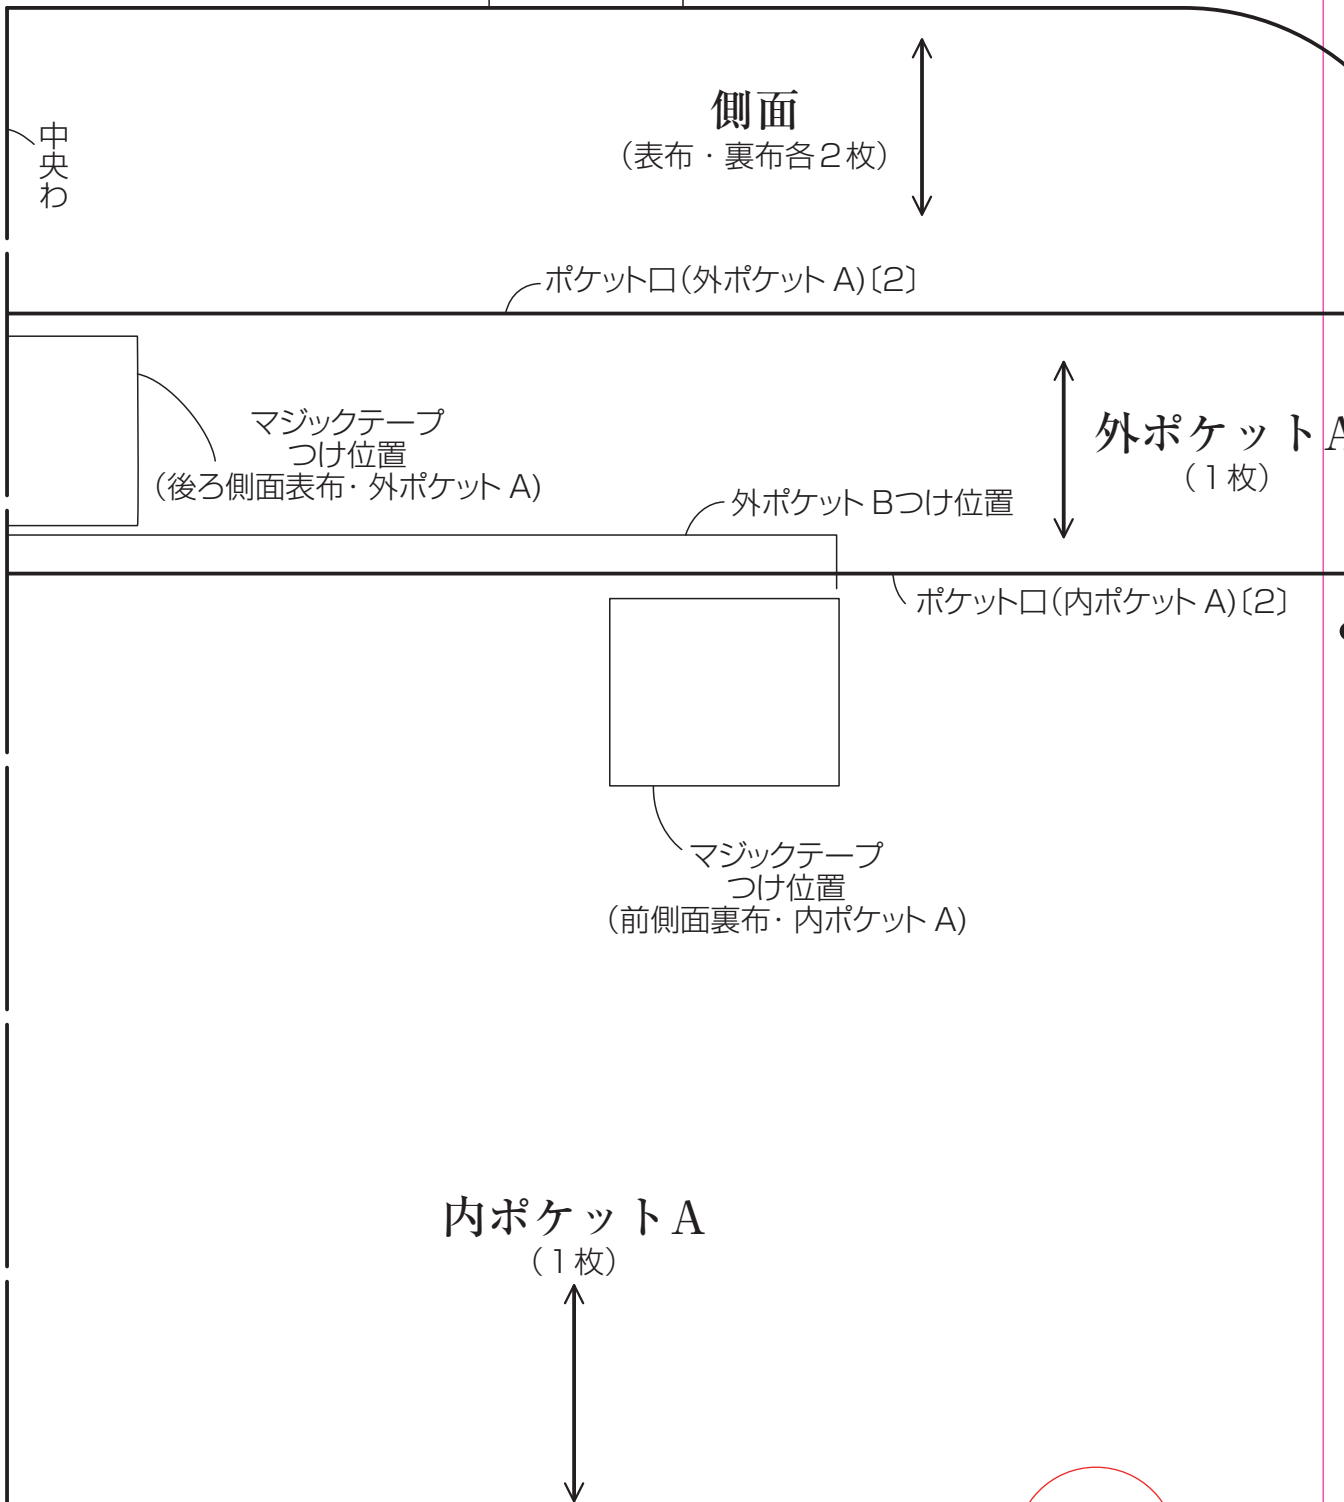 側面
（表布・裏布各２枚）
中央わ
ポケット口（外ポケット A）〔２〕
マジックテープ
つけ位置
（後ろ側面表布・外ポケット A）
外ポケットA
（１枚）
外ポケット Bつけ位置
ポケット口（内ポケット A）〔２〕
マジックテープ
つけ位置
（前側面裏布・内ポケット A）
内ポケットA
（１枚）